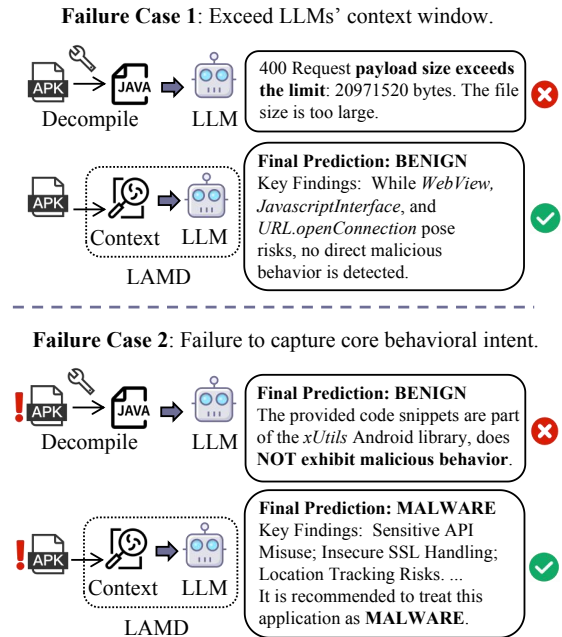 Failure Case 1: Exceed LLMs' context window.
APK
JAVA
Decompile
LLM
400 Request payload size exceeds
the limit: 20971520 bytes. The file
size is too large.
APK
Context
LLM
LAMD
Final Prediction: BENIGN
Key Findings: While WebView,
JavascriptInterface, and
URL.openConnection pose
risks, no direct malicious
behavior is detected.
Failure Case 2: Failure to capture core behavioral intent.
! APK
JAVA
Decompile
LLM
Final Prediction: BENIGN
The provided code snippets are part
of the xUtils Android library, does
NOT exhibit malicious behavior.
! APK
Context
LLM
LAMD
Final Prediction: MALWARE
Key Findings: Sensitive API
Misuse; Insecure SSL Handling;
Location Tracking Risks. ...
It is recommended to treat this
application as MALWARE.